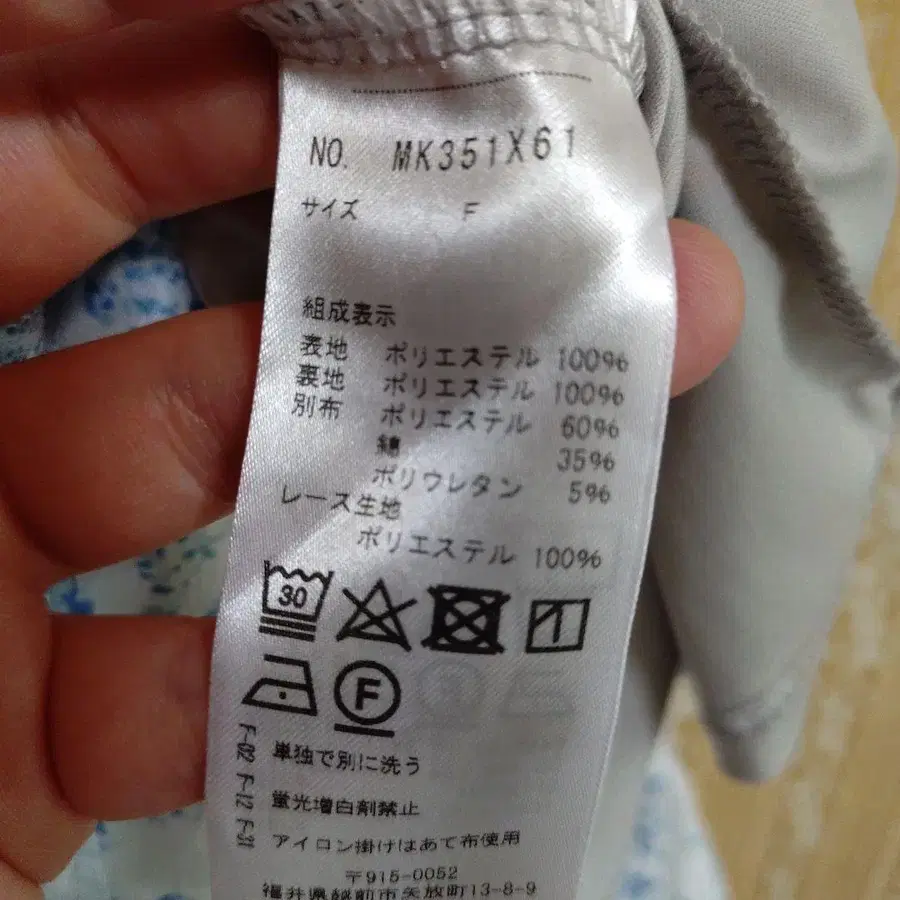 NO. MK351X61
サイズ F
組成表示
表地 ポリエステル 100%
裏地 ポリエステル 100%
別布 ポリエステル 60%
綿 35%
ポリウレタン 5%
レース生地
ポリエステル 100%
30
F
F-02 単独で別に洗う
F-12 蛍光増白剤禁止
F-31 アイロン掛けはあて布使用
〒915-0052
福井県越前市矢放町13-8-9